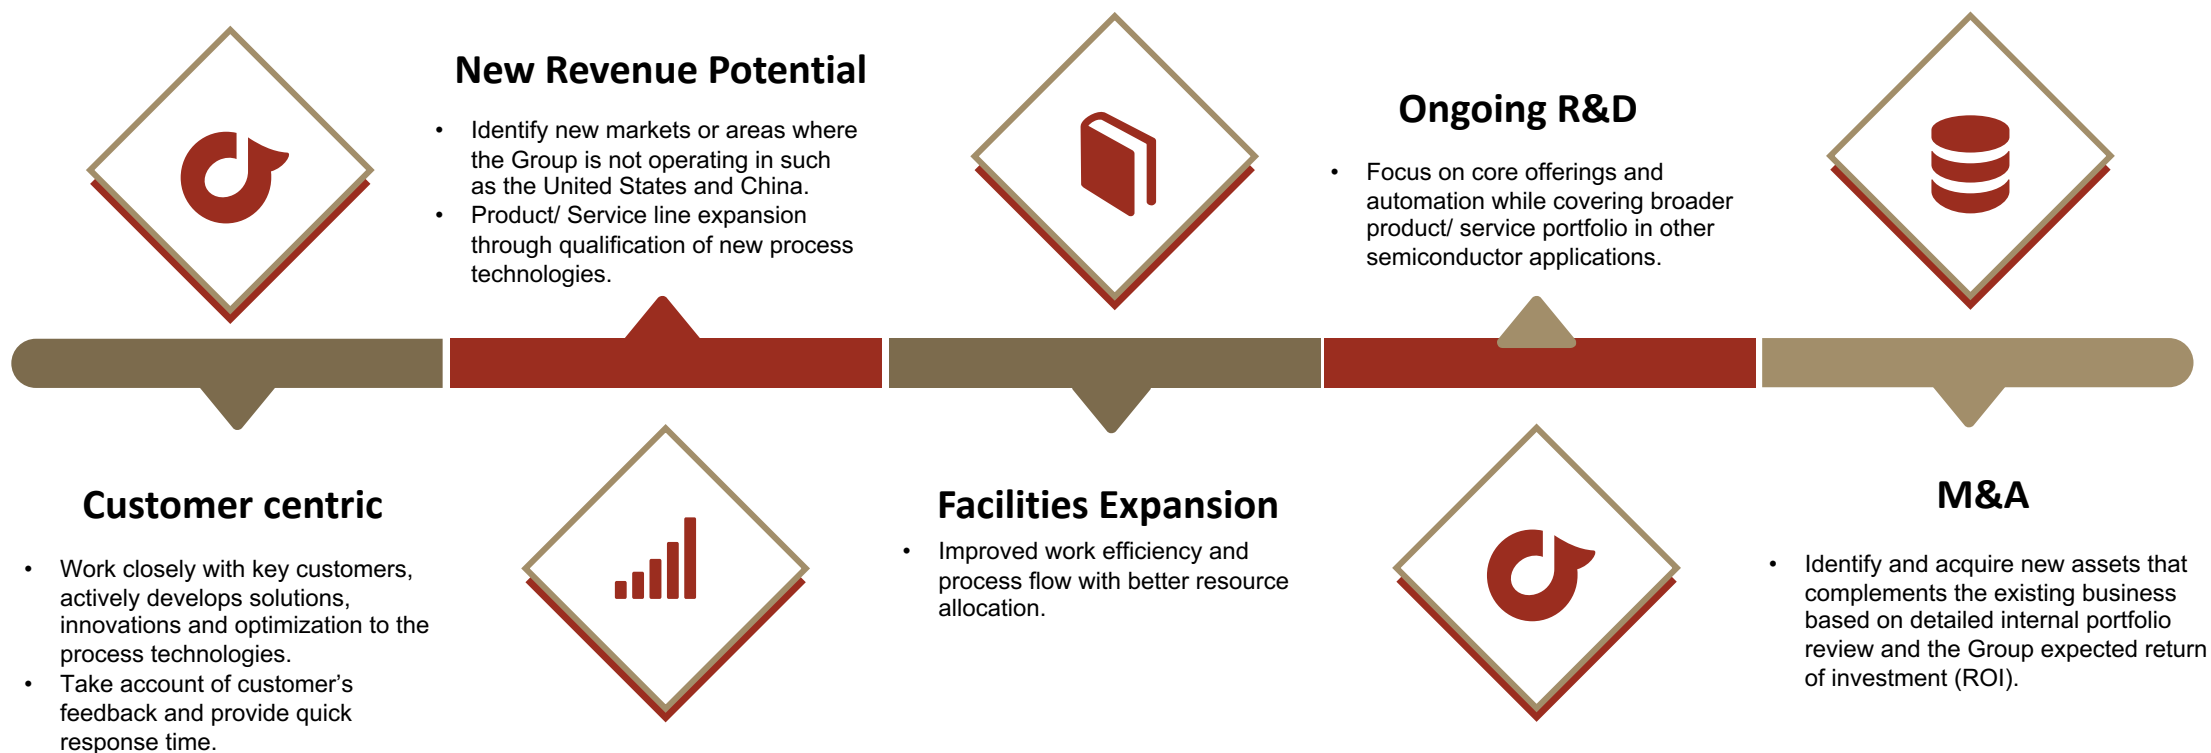 New Revenue Potential
• Identify new markets or areas where
the Group is not operating in such
as the United States and China.
• Product/ Service line expansion
through qualification of new process
technologies.
Ongoing R&D
• Focus on core offerings and
automation while covering broader
product/ service portfolio in other
semiconductor applications.
Customer centric
• Work closely with key customers,
actively develops solutions,
innovations and optimization to the
process technologies.
• Take account of customer’s
feedback and provide quick
response time.
Facilities Expansion
• Improved work efficiency and
process flow with better resource
allocation.
M&A
• Identify and acquire new assets that
complements the existing business
based on detailed internal portfolio
review and the Group expected return
of investment (ROI).